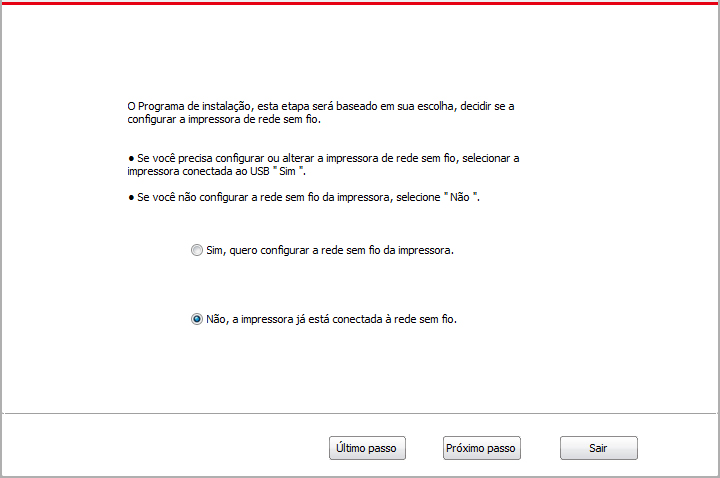 O Programa de instalação, esta etapa será baseado em sua escolha, decidir se a
configurar a impressora de rede sem fio.
● Se você precisa configurar ou alterar a impressora de rede sem fio, selecionar a
impressora conectada ao USB " Sim ".
● Se você não configurar a rede sem fio da impressora, selecione " Não ".
Sim, quero configurar a rede sem fio da impressora.
Não, a impressora já está conectada à rede sem fio.
Último passo
Próximo passo
Sair